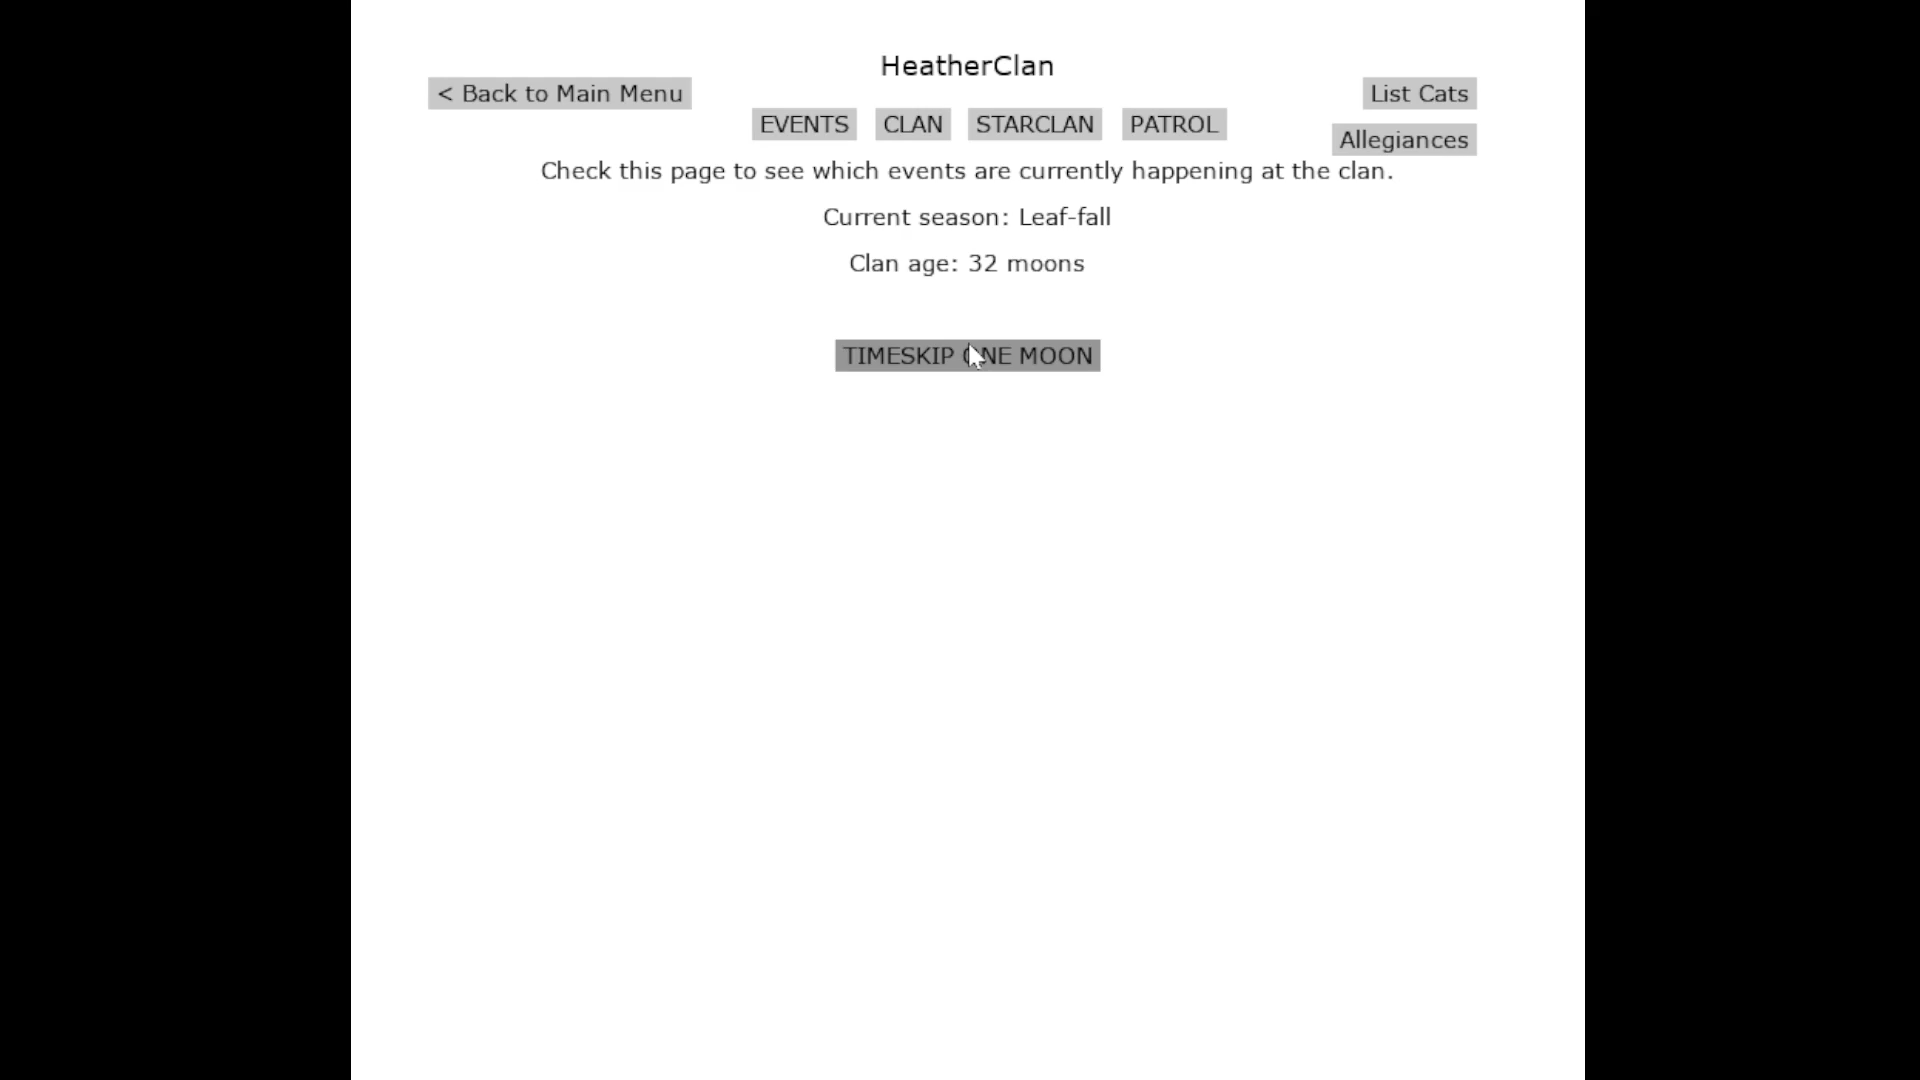 HeatherClan
< Back to Main Menu
List Cats
EVENTS CLAN STARCLAN PATROL
Allegiances
Check this page to see which events are currently happening at the clan.
Current season: Leaf-fall
Clan age: 32 moons
TIMESKIP ONE MOON